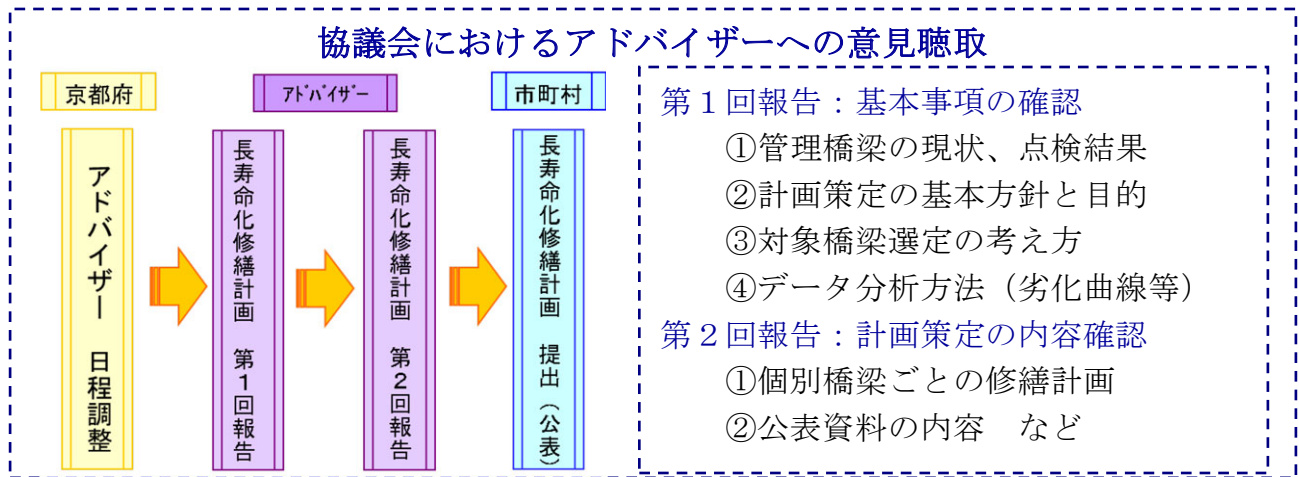 協議会におけるアドバイザーへの意見聴取
京都府
アドバイザー　日程調整
ｱﾄﾞﾊﾞｲｻﾞｰ
長寿命化修繕計画　第1回報告
長寿命化修繕計画　第2回報告
市町村
長寿命化修繕計画　提出（公表）
第１回報告：基本事項の確認
①管理橋梁の現状、点検結果
②計画策定の基本方針と目的
③対象橋梁選定の考え方
④データ分析方法（劣化曲線等）
第２回報告：計画策定の内容確認
①個別橋梁ごとの修繕計画
②公表資料の内容　など